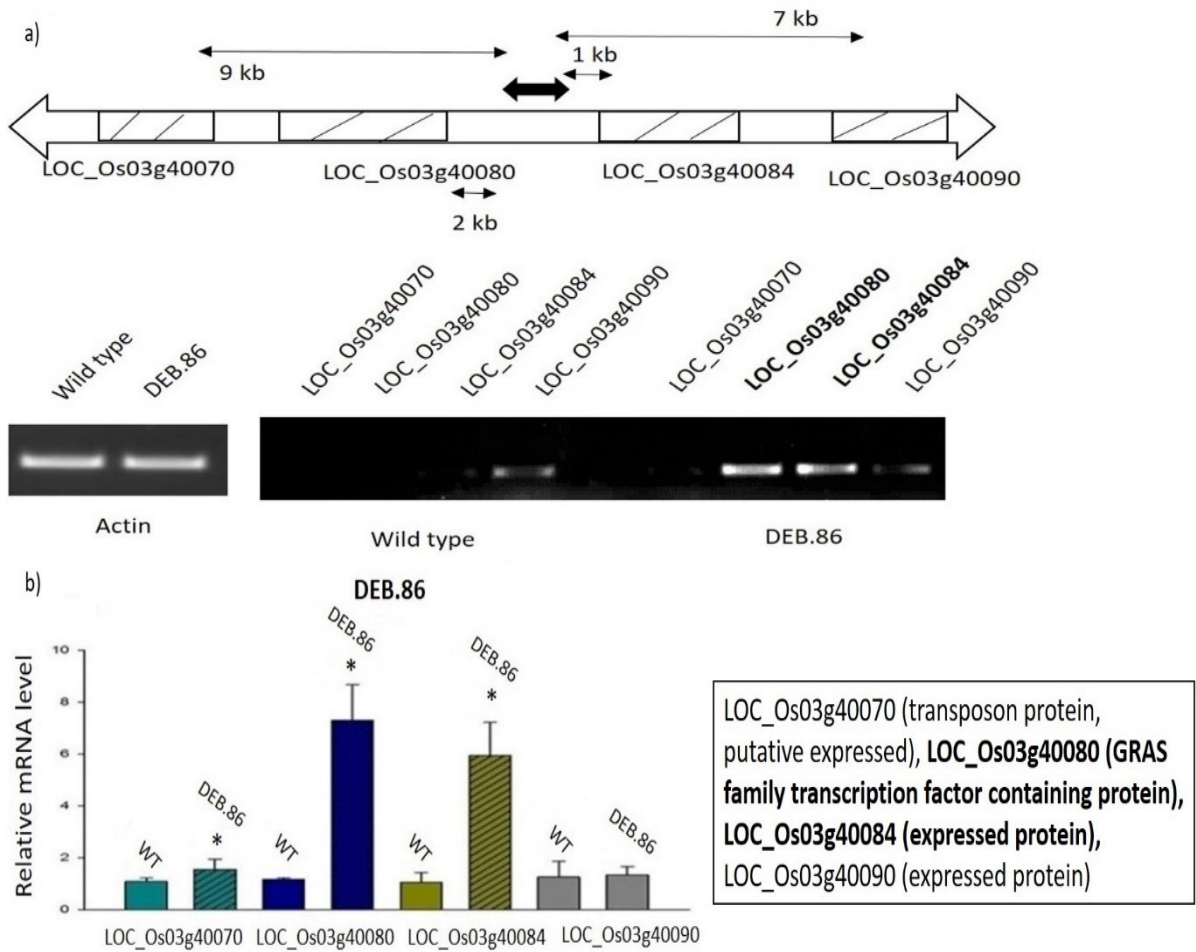 a)
7 kb
1 kb
9 kb
LOC_Os03g40070
LOC_Os03g40080
LOC_Os03g40084
LOC_Os03g40090
2 kb
Wild type
DEB.86
LOC_Os03g40070
LOC_Os03g40080
LOC_Os03g40084
LOC_Os03g40090
LOC_Os03g40070
LOC_Os03g40080
LOC_Os03g40084
LOC_Os03g40090
Actin
Wild type
DEB.86
b)
DEB.86
Relative mRNA level
10
8
6
4
2
0
WT
DEB.86
*
WT
DEB.86
*
WT
DEB.86
*
WT
DEB.86
LOC_Os03g40070
LOC_Os03g40080
LOC_Os03g40084
LOC_Os03g40090
LOC_Os03g40070 (transposon protein,
putative expressed), LOC_Os03g40080 (GRAS
family transcription factor containing protein),
LOC_Os03g40084 (expressed protein),
LOC_Os03g40090 (expressed protein)